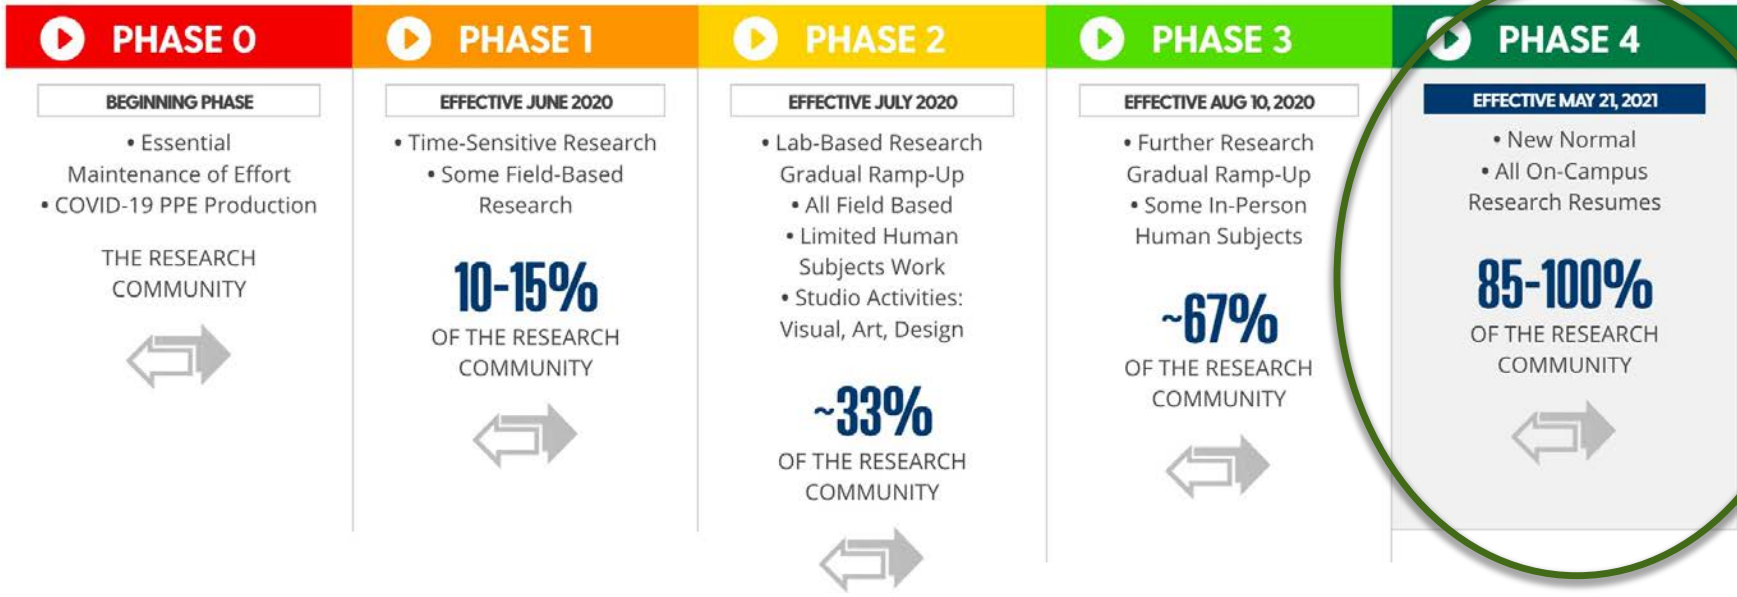 PHASE 0
BEGINNING PHASE
• Essential
Maintenance of Effort
• COVID-19 PPE Production
THE RESEARCH
COMMUNITY
PHASE 1
EFFECTIVE JUNE 2020
• Time-Sensitive Research
• Some Field-Based
Research
10-15%
OF THE RESEARCH
COMMUNITY
PHASE 2
EFFECTIVE JULY 2020
• Lab-Based Research
Gradual Ramp-Up
• All Field Based
• Limited Human
Subjects Work
• Studio Activities:
Visual, Art, Design
~33%
OF THE RESEARCH
COMMUNITY
PHASE 3
EFFECTIVE AUG 10, 2020
• Further Research
Gradual Ramp-Up
• Some In-Person
Human Subjects
~67%
OF THE RESEARCH
COMMUNITY
PHASE 4
EFFECTIVE MAY 21, 2021
• New Normal
• All On-Campus
Research Resumes
85-100%
OF THE RESEARCH
COMMUNITY